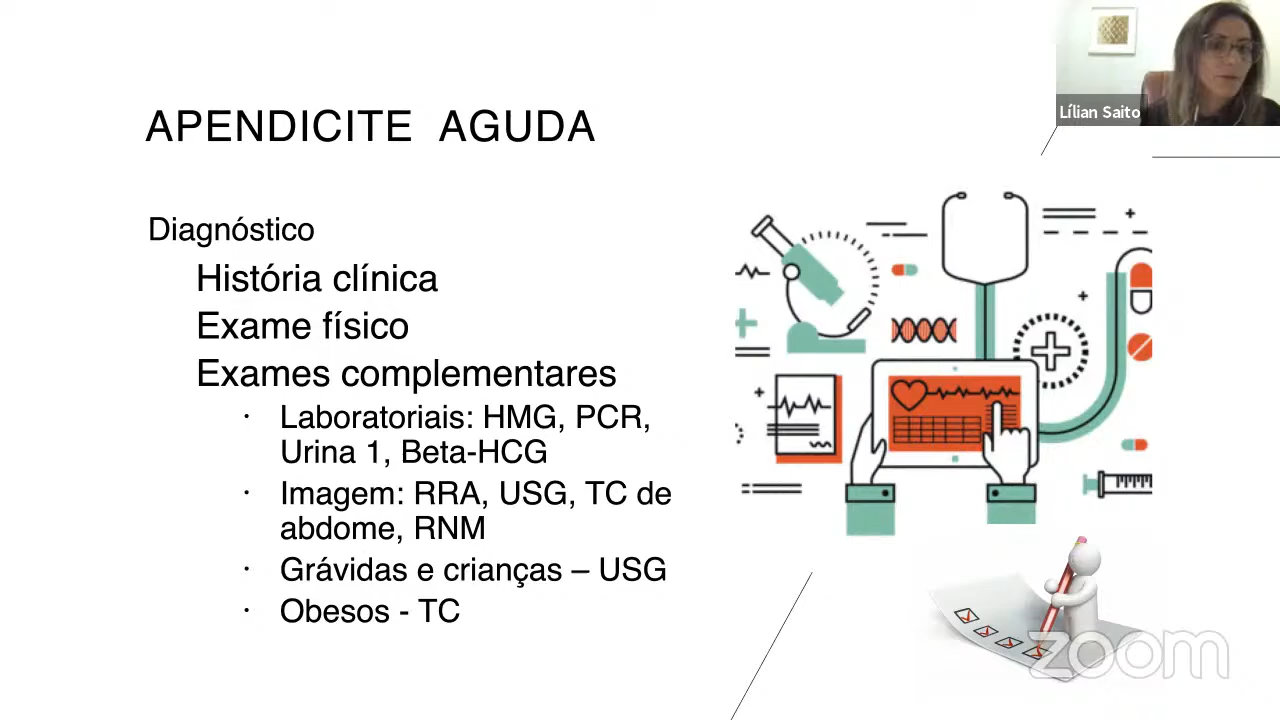 Lílian Saito
APENDICITE AGUDA
Diagnóstico
História clínica
Exame físico
Exames complementares
· Laboratoriais: HMG, PCR,
Urina 1, Beta-HCG
· Imagem: RRA, USG, TC de
abdome, RNM
· Grávidas e crianças – USG
· Obesos - TC
zoom